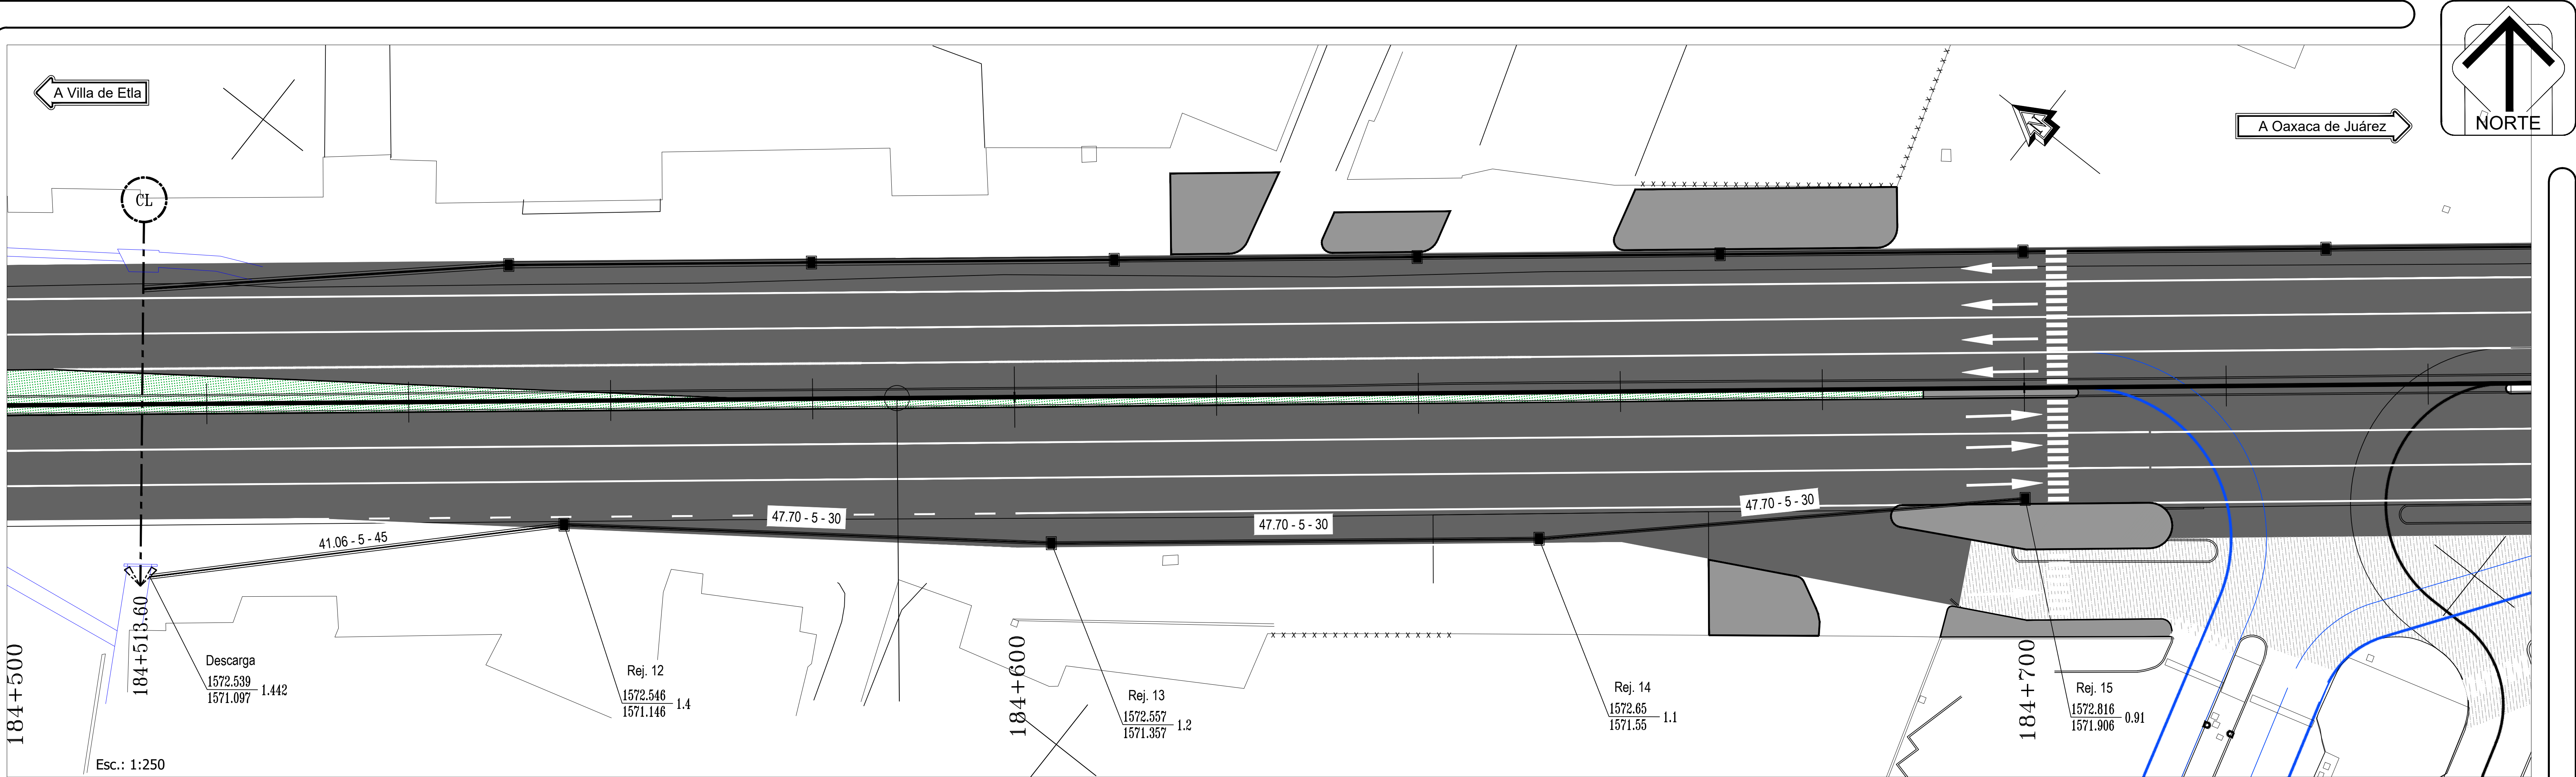 A Villa de Etla
A Oaxaca de Juárez
NORTE
N
CL
47.70 - 5 - 30
47.70 - 5 - 30
47.70 - 5 - 30
41.06 - 5 - 45
184+500
184+513.60
184+600
184+700
Descarga
1572.539
1571.097
1.442
Rej. 12
1572.546
1571.146
1.4
Rej. 13
1572.557
1571.357
1.2
Rej. 14
1572.65
1571.55
1.1
Rej. 15
1572.816
1571.906
0.91
Esc.: 1:250